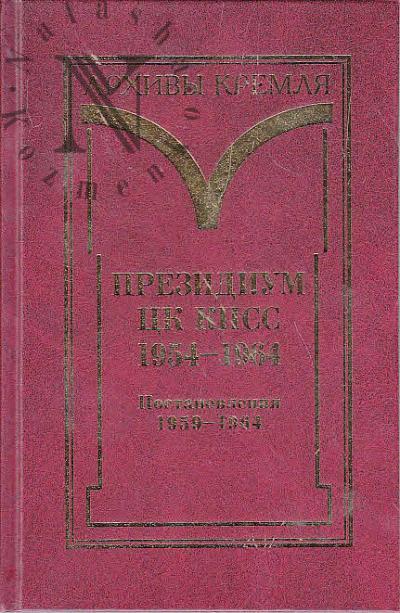 АРХИВЫ КРЕМЛЯ
ПРЕЗИДИУМ
ЦК КПСС
1954–1964
Постановления
1959–1964